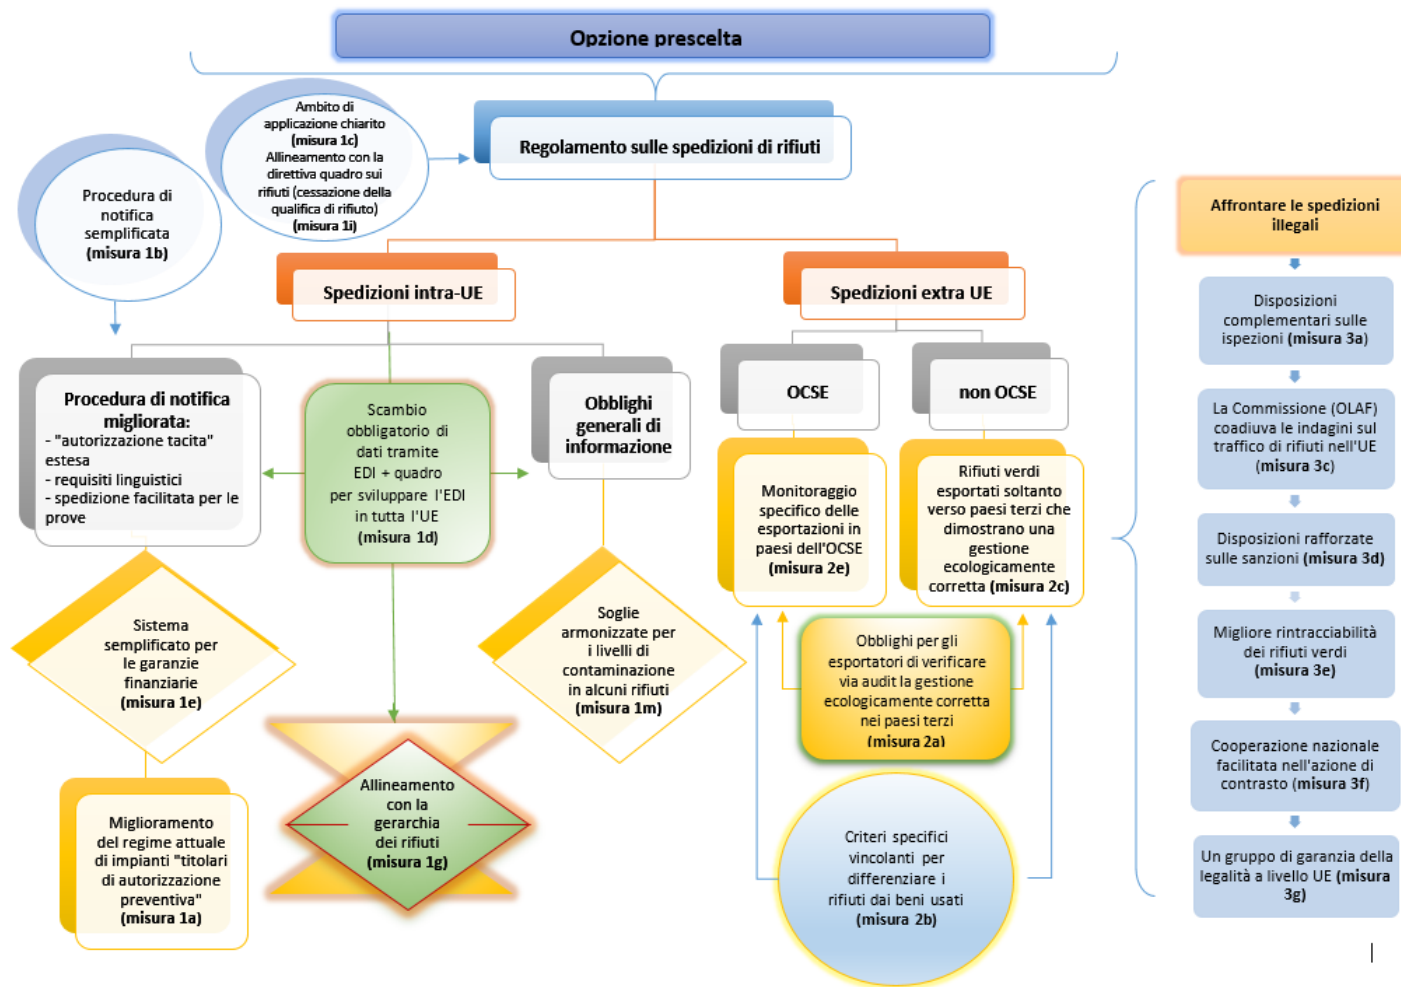 Opzione prescelta
Ambito di
applicazione chiarito
(misura 1c)
Allineamento con la
direttiva quadro sui
rifiuti (cessazione della
qualifica di rifiuto)
(misura 1i)
Regolamento sulle spedizioni di rifiuti
Procedura di
notifica
semplificata
(misura 1b)
Spedizioni intra-UE
Spedizioni extra UE
Procedura di notifica
migliorata:
- "autorizzazione tacita"
estesa
- requisiti linguistici
- spedizione facilitata per le
prove
Scambio
obbligatorio di
dati tramite
EDI + quadro
per sviluppare l'EDI
in tutta l'UE
(misura 1d)
Obblighi
generali di
informazione
OCSE
non OCSE
Monitoraggio
specifico delle
esportazioni in
paesi dell'OCSE
(misura 2e)
Rifiuti verdi
esportati soltanto
verso paesi terzi che
dimostrano una
gestione
ecologicamente
corretta (misura 2c)
Sistema
semplificato per
le garanzie
finanziarie
(misura 1e)
Soglie
armonizzate per
i livelli di
contaminazione
in alcuni rifiuti
(misura 1m)
Obblighi per gli
esportatori di verificare
via audit la gestione
ecologicamente corretta
nei paesi terzi
(misura 2a)
Miglioramento
del regime attuale
di impianti "titolari
di autorizzazione
preventiva"
(misura 1a)
Allineamento
con la
gerarchia
dei rifiuti
(misura 1g)
Criteri specifici
vincolanti per
differenziare i
rifiuti dai beni usati
(misura 2b)
Affrontare le spedizioni
illegali
Disposizioni
complementari sulle
ispezioni (misura 3a)
La Commissione (OLAF)
coadiuva le indagini sul
traffico di rifiuti nell'UE
(misura 3c)
Disposizioni rafforzate
sulle sanzioni (misura 3d)
Migliore rintracciabilità
dei rifiuti verdi
(misura 3e)
Cooperazione nazionale
facilitata nell'azione di
contrasto (misura 3f)
Un gruppo di garanzia della
legalità a livello UE (misura
3g)